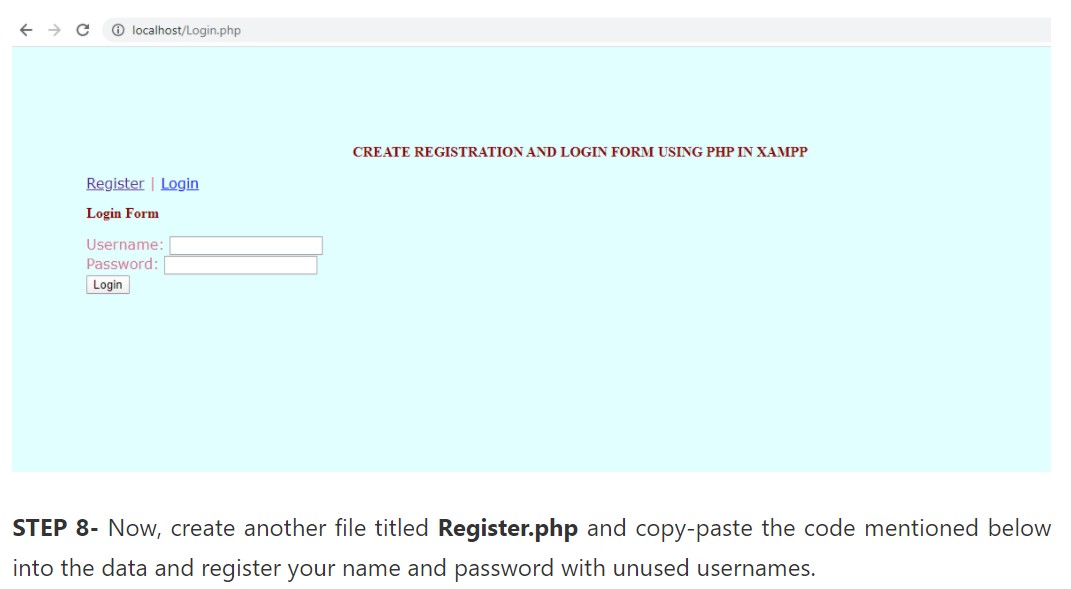 localhost/Login.php
CREATE REGISTRATION AND LOGIN FORM USING PHP IN XAMPP
Register | Login
Login Form
Username:
Password:
Login
STEP 8- Now, create another file titled Register.php and copy-paste the code mentioned below
into the data and register your name and password with unused usernames.